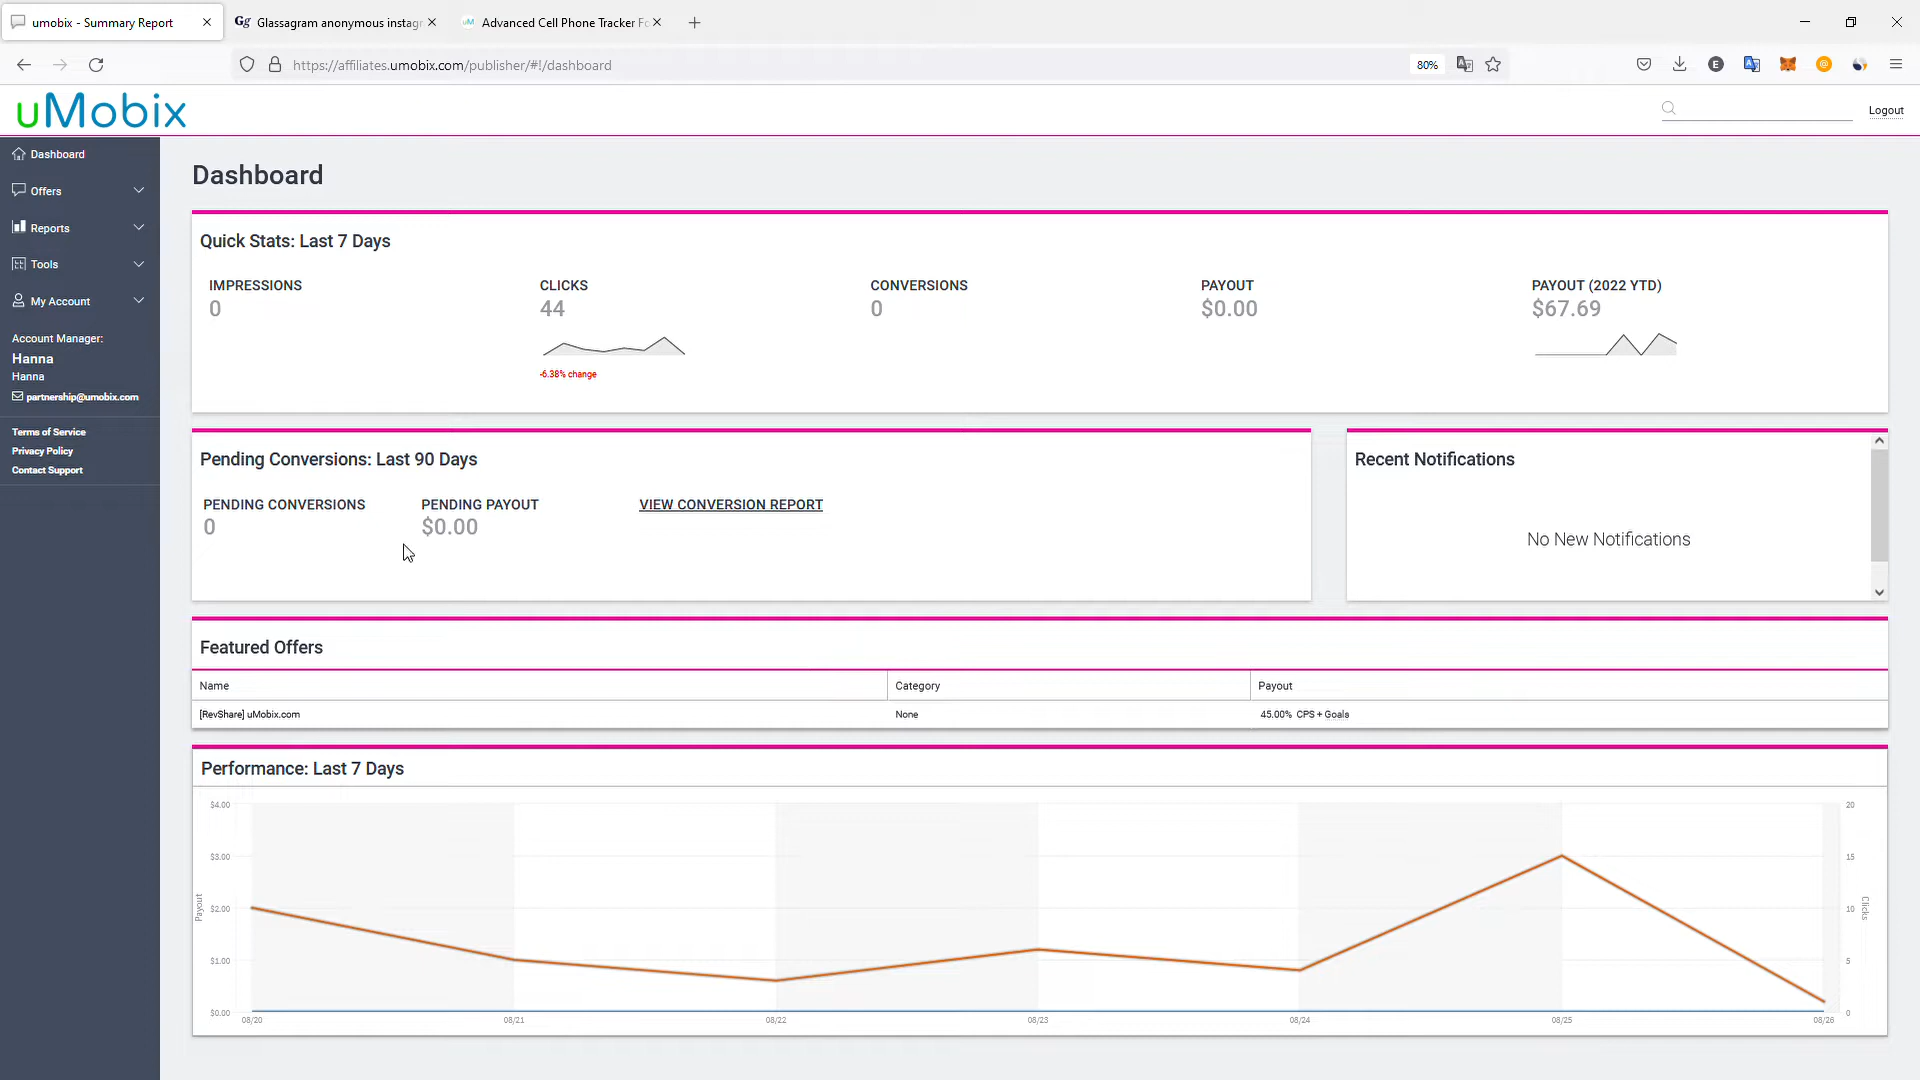 umobix - Summary Report
Gg Glassagram anonymous instag
uM Advanced Cell Phone Tracker Fo
https://affiliates.umobix.com/publisher/#!/dashboard
80%
uMobix
Logout
Dashboard
Offers
Reports
Tools
My Account
Account Manager:
Hanna
Hanna
partnership@umobix.com
Terms of Service
Privacy Policy
Contact Support
Dashboard
Quick Stats: Last 7 Days
IMPRESSIONS
0
CLICKS
44
-6.38% change
CONVERSIONS
0
PAYOUT
$0.00
PAYOUT (2022 YTD)
$67.69
Pending Conversions: Last 90 Days
PENDING CONVERSIONS
0
PENDING PAYOUT
$0.00
VIEW CONVERSION REPORT
Recent Notifications
No New Notifications
Featured Offers
Name Category Payout
[RevShare] uMobix.com None 45.00% CPS + Goals
Performance: Last 7 Days
$4.00
$3.00
$2.00
$1.00
$0.00
Payout
20
15
10
5
0
Clicks
08/20 08/21 08/22 08/23 08/24 08/25 08/26